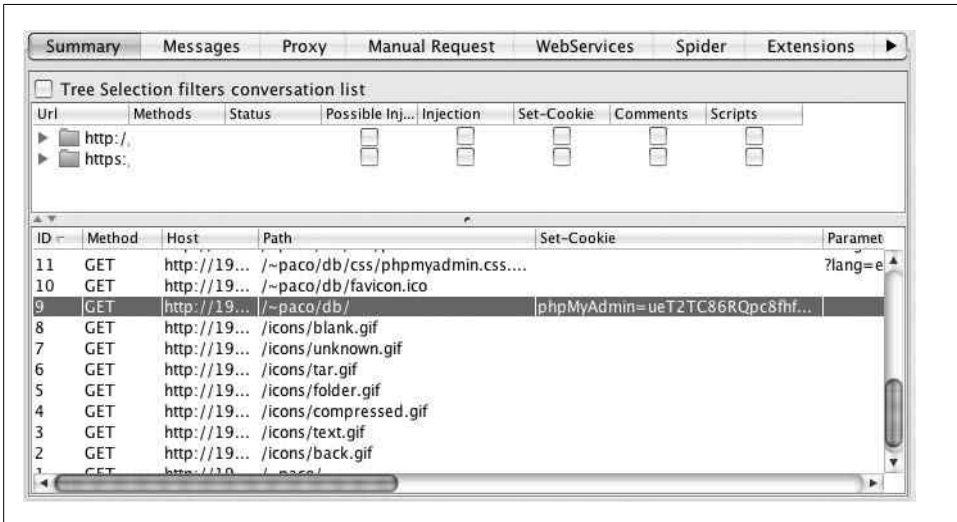 Summary Messages Proxy Manual Request WebServices Spider Extensions
Tree Selection filters conversation list
Url Methods Status Possible Inj... Injection Set-Cookie Comments Scripts
http:/
https:
ID Method Host Path Set-Cookie Paramet
11 GET http://19... /~paco/db/css/phpmyadmin.css.... ?lang=e
10 GET http://19... /~paco/db/favicon.ico
9 GET http://19... /~paco/db/ phpMyAdmin=ueT2TC86RQpc8fhf...
8 GET http://19... /icons/blank.gif
7 GET http://19... /icons/unknown.gif
6 GET http://19... /icons/tar.gif
5 GET http://19... /icons/folder.gif
4 GET http://19... /icons/compressed.gif
3 GET http://19... /icons/text.gif
2 GET http://19... /icons/back.gif
1 GET http://19... /~paco/